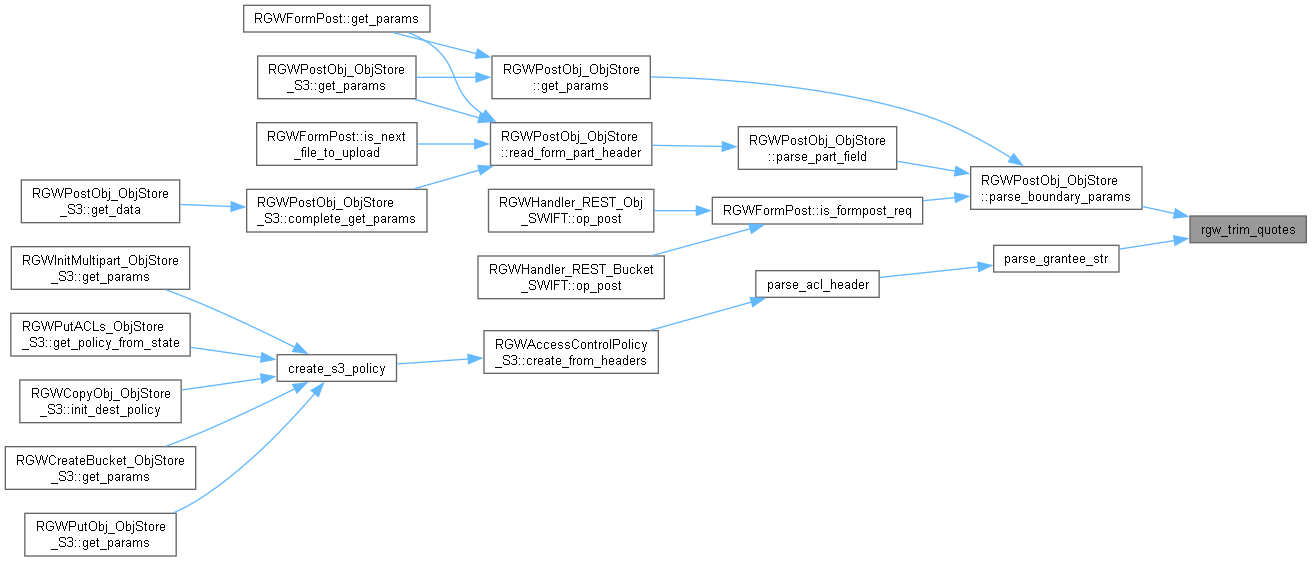 RGWFormPost::get_params
RGWPostObj_ObjStore
_S3::get_params
RGWPostObj_ObjStore
::get_params
RGWFormPost::is_next
_file_to_upload
RGWPostObj_ObjStore
::read_form_part_header
RGWPostObj_ObjStore
::parse_part_field
RGWPostObj_ObjStore
::parse_boundary_params
RGWPostObj_ObjStore
_S3::get_data
RGWPostObj_ObjStore
_S3::complete_get_params
RGWHandler_REST_Obj
_SWIFT::op_post
RGWFormPost::is_formpost_req
rgw_trim_quotes
RGWHandler_REST_Bucket
_SWIFT::op_post
parse_acl_header
parse_grantee_str
RGWInitMultipart_ObjStore
_S3::get_params
RGWPutACLs_ObjStore
_S3::get_policy_from_state
RGWAccessControlPolicy
_S3::create_from_headers
create_s3_policy
RGWCopyObj_ObjStore
_S3::init_dest_policy
RGWCreateBucket_ObjStore
_S3::get_params
RGWPutObj_ObjStore
_S3::get_params